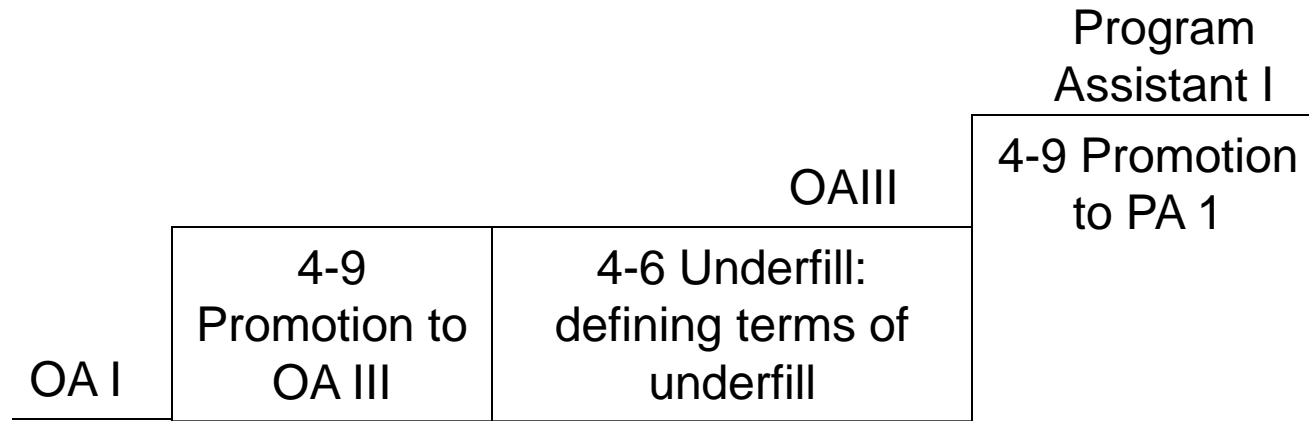 Program
Assistant I
4-9 Promotion
to PA 1
OAIII
4-9
Promotion to
OA III
4-6 Underfill:
defining terms of
underfill
OA I